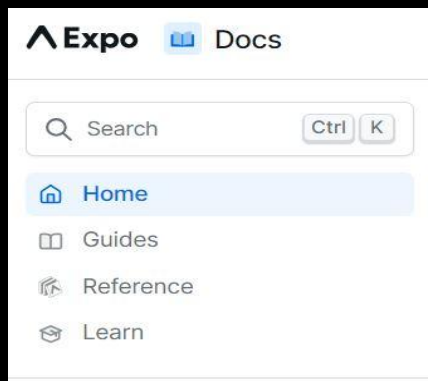 Expo Docs
Search Ctrl K
Home
Guides
Reference
Learn